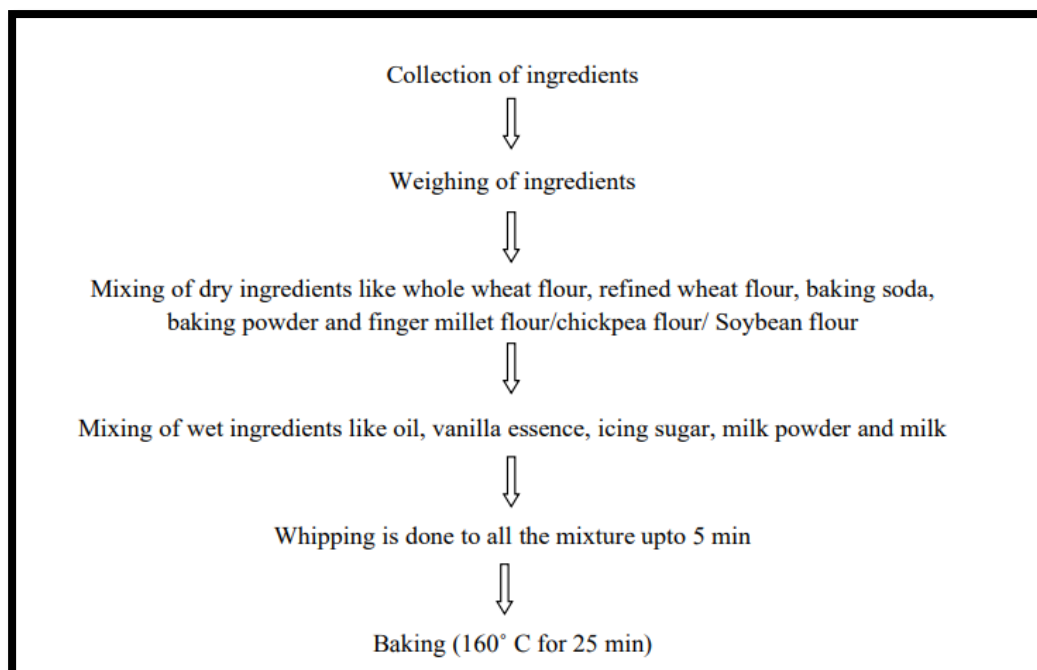 Collection of ingredients
Weighing of ingredients
Mixing of dry ingredients like whole wheat flour, refined wheat flour, baking soda,
baking powder and finger millet flour/chickpea flour/ Soybean flour
Mixing of wet ingredients like oil, vanilla essence, icing sugar, milk powder and milk
Whipping is done to all the mixture upto 5 min
Baking (160˚ C for 25 min)